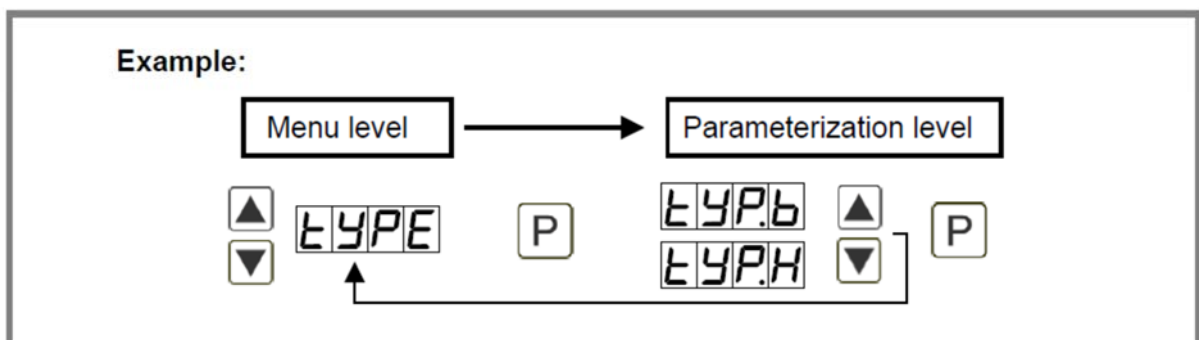 Example:
Menu level
Parameterization level
tYPE
P
tYP.b
tYP.H
P